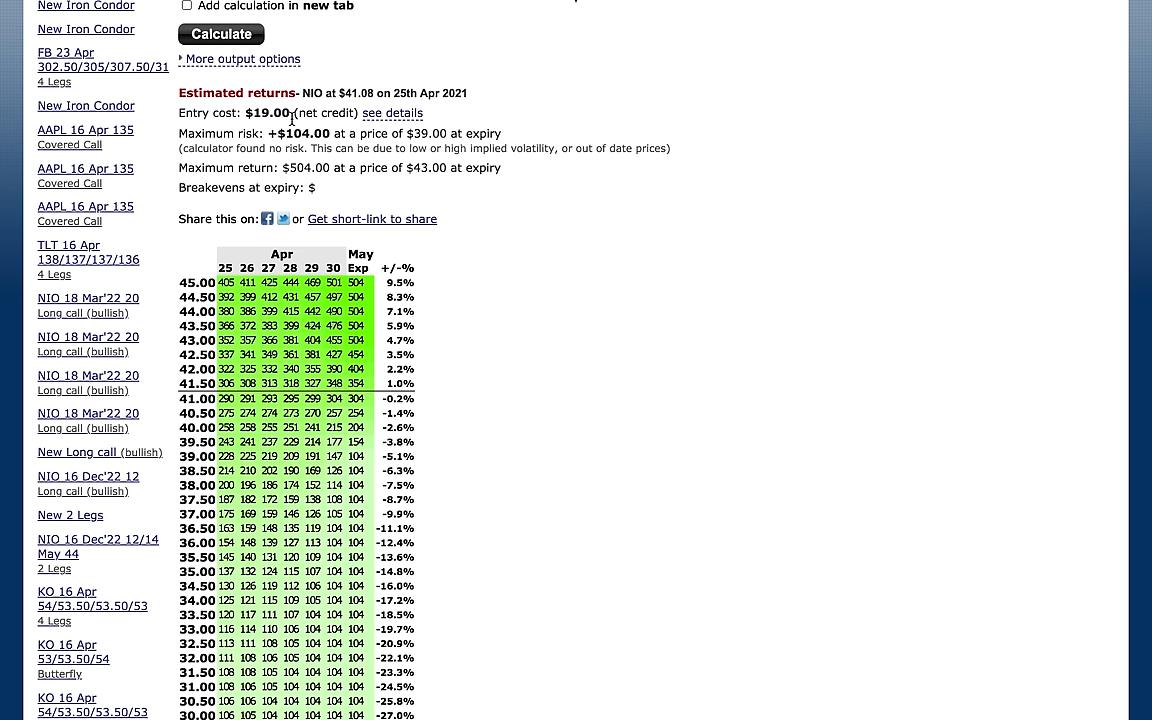 New Iron Condor
New Iron Condor
FB 23 Apr
302.50/305/307.50/31
4 Legs
New Iron Condor
AAPL 16 Apr 135
Covered Call
AAPL 16 Apr 135
Covered Call
AAPL 16 Apr 135
Covered Call
TLT 16 Apr
138/137/137/136
4 Legs
NIO 18 Mar'22 20
Long call (bullish)
NIO 18 Mar'22 20
Long call (bullish)
NIO 18 Mar'22 20
Long call (bullish)
NIO 18 Mar'22 20
Long call (bullish)
New Long call (bullish)
NIO 16 Dec'22 12
Long call (bullish)
New 2 Legs
NIO 16 Dec'22 12/14
May 44
2 Legs
KO 16 Apr
54/53.50/53.50/53
4 Legs
KO 16 Apr
53/53.50/54
Butterfly
KO 16 Apr
54/53.50/53.50/53
Add calculation in new tab
Calculate
More output options
Estimated returns- NIO at $41.08 on 25th Apr 2021
Entry cost: $19.00 (net credit) see details
Maximum risk: +$104.00 at a price of $39.00 at expiry
(calculator found no risk. This can be due to low or high implied volatility, or out of date prices)
Maximum return: $504.00 at a price of $43.00 at expiry
Breakevens at expiry: $
Share this on: or Get short-link to share
Apr May
25 26 27 28 29 30 Exp +/-%
45.00 405 411 425 444 469 501 504 9.5%
44.50 392 399 412 431 457 497 504 8.3%
44.00 380 386 399 415 442 490 504 7.1%
43.50 366 372 383 399 424 476 504 5.9%
43.00 352 357 366 381 404 455 504 4.7%
42.50 337 341 349 361 381 427 454 3.5%
42.00 322 325 332 340 355 390 404 2.2%
41.50 306 308 313 318 327 348 354 1.0%
41.00 290 291 293 295 299 304 304 -0.2%
40.50 275 274 274 273 270 257 254 -1.4%
40.00 258 258 255 251 241 215 204 -2.6%
39.50 243 241 237 229 214 177 154 -3.8%
39.00 228 225 219 209 191 147 104 -5.1%
38.50 214 210 202 190 169 126 104 -6.3%
38.00 200 196 186 174 152 114 104 -7.5%
37.50 187 182 172 159 138 108 104 -8.7%
37.00 175 169 159 146 126 105 104 -9.9%
36.50 163 159 148 135 119 104 104 -11.1%
36.00 154 148 139 127 113 104 104 -12.4%
35.50 145 140 131 120 109 104 104 -13.6%
35.00 137 132 124 115 107 104 104 -14.8%
34.50 130 126 119 112 106 104 104 -16.0%
34.00 125 121 115 109 105 104 104 -17.2%
33.50 120 117 111 107 104 104 104 -18.5%
33.00 116 114 110 106 104 104 104 -19.7%
32.50 113 111 108 105 104 104 104 -20.9%
32.00 111 108 106 105 104 104 104 -22.1%
31.50 108 108 105 104 104 104 104 -23.3%
31.00 108 106 105 104 104 104 104 -24.5%
30.50 106 106 104 104 104 104 104 -25.8%
30.00 106 105 104 104 104 104 104 -27.0%